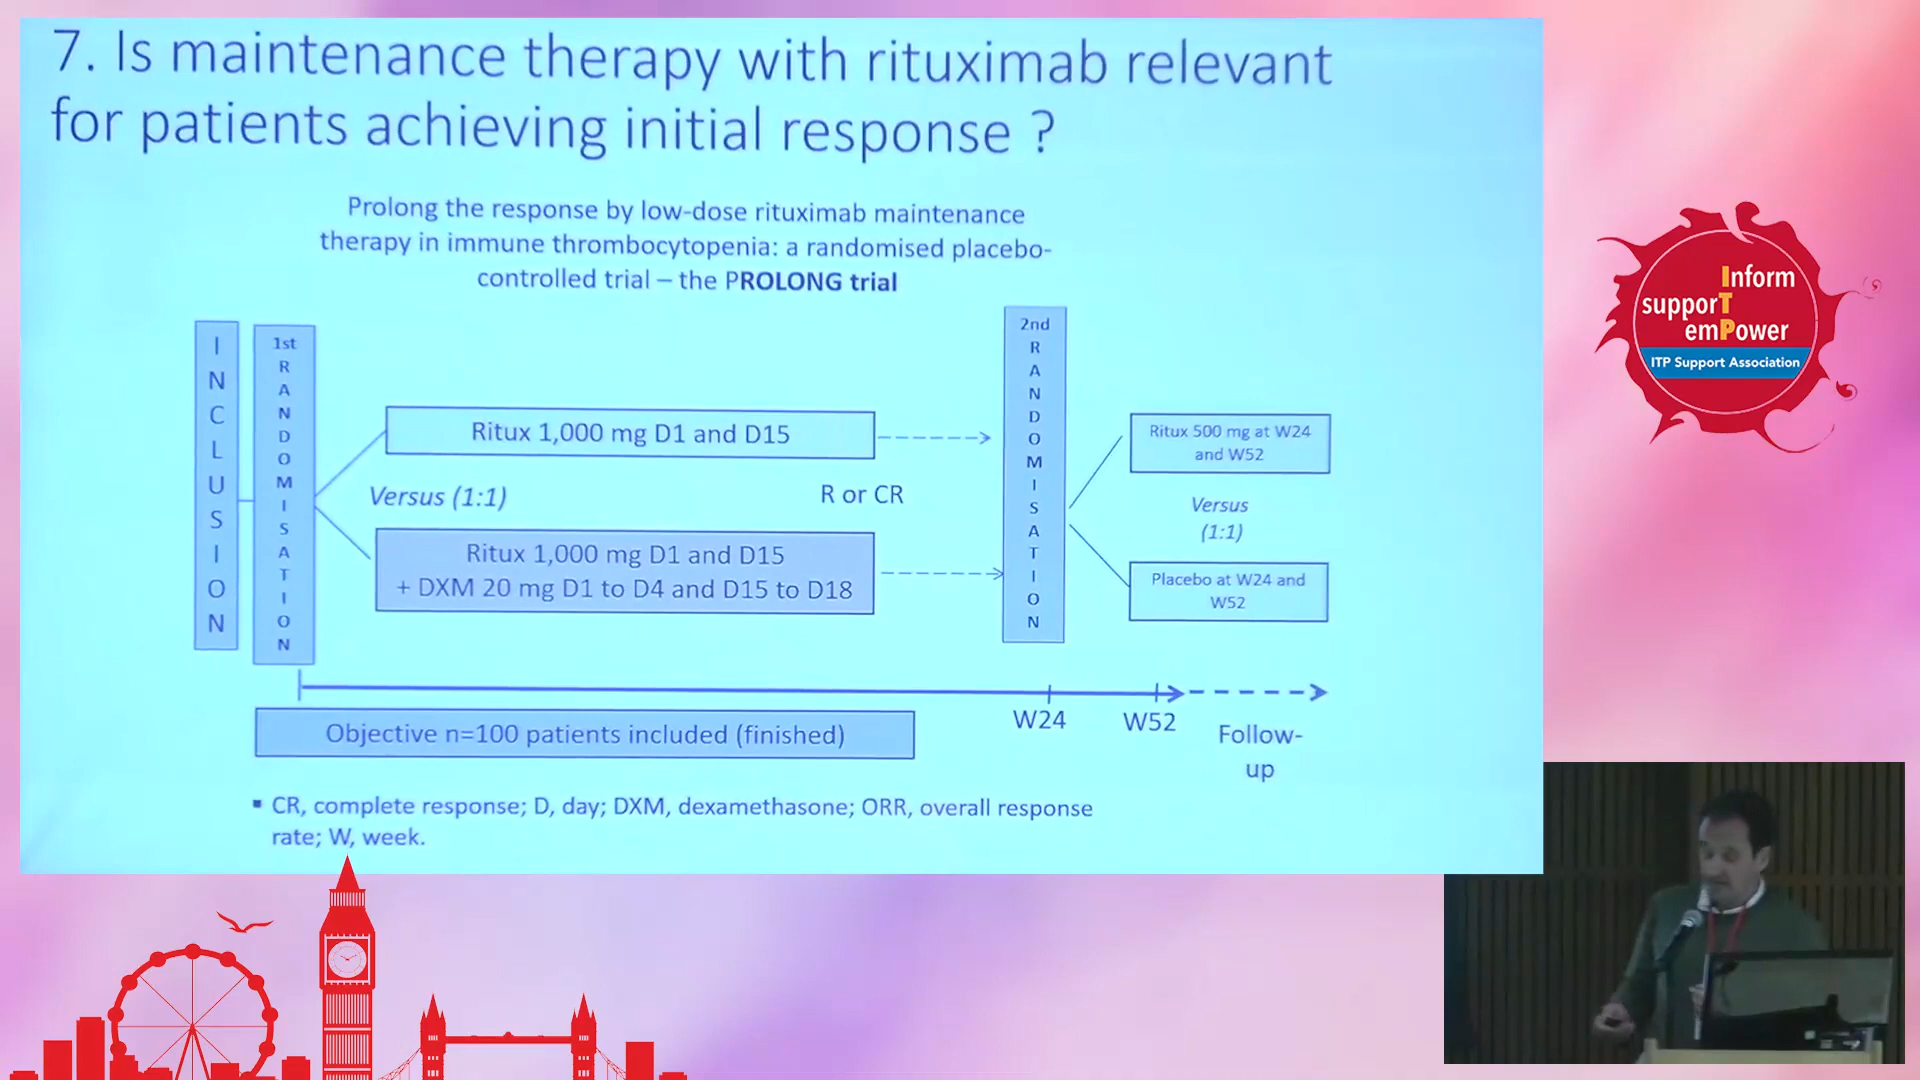 7. Is maintenance therapy with rituximab relevant
for patients achieving initial response ?
Prolong the response by low-dose rituximab maintenance
therapy in immune thrombocytopenia: a randomised placebo-
controlled trial – the PROLONG trial
INCLUSION
1st
RANDOMISATION
Ritux 1,000 mg D1 and D15
Versus (1:1)
R or CR
Ritux 1,000 mg D1 and D15
+ DXM 20 mg D1 to D4 and D15 to D18
2nd
RANDOMISATION
Ritux 500 mg at W24
and W52
Versus
(1:1)
Placebo at W24 and
W52
W24
W52
Follow-
up
Objective n=100 patients included (finished)
▪ CR, complete response; D, day; DXM, dexamethasone; ORR, overall response
rate; W, week.
Inform
supporT
emPower
ITP Support Association